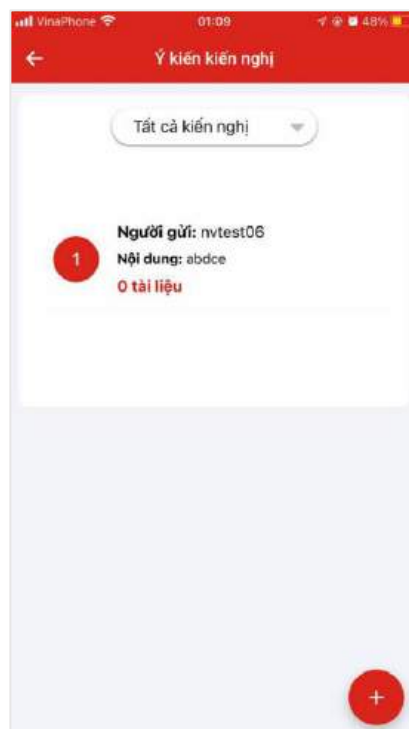 VinaPhone 01:09 48%
Ý kiến kiến nghị
Tất cả kiến nghị
Người gửi: nvtest06
1
Nội dung: abdce
0 tài liệu
+